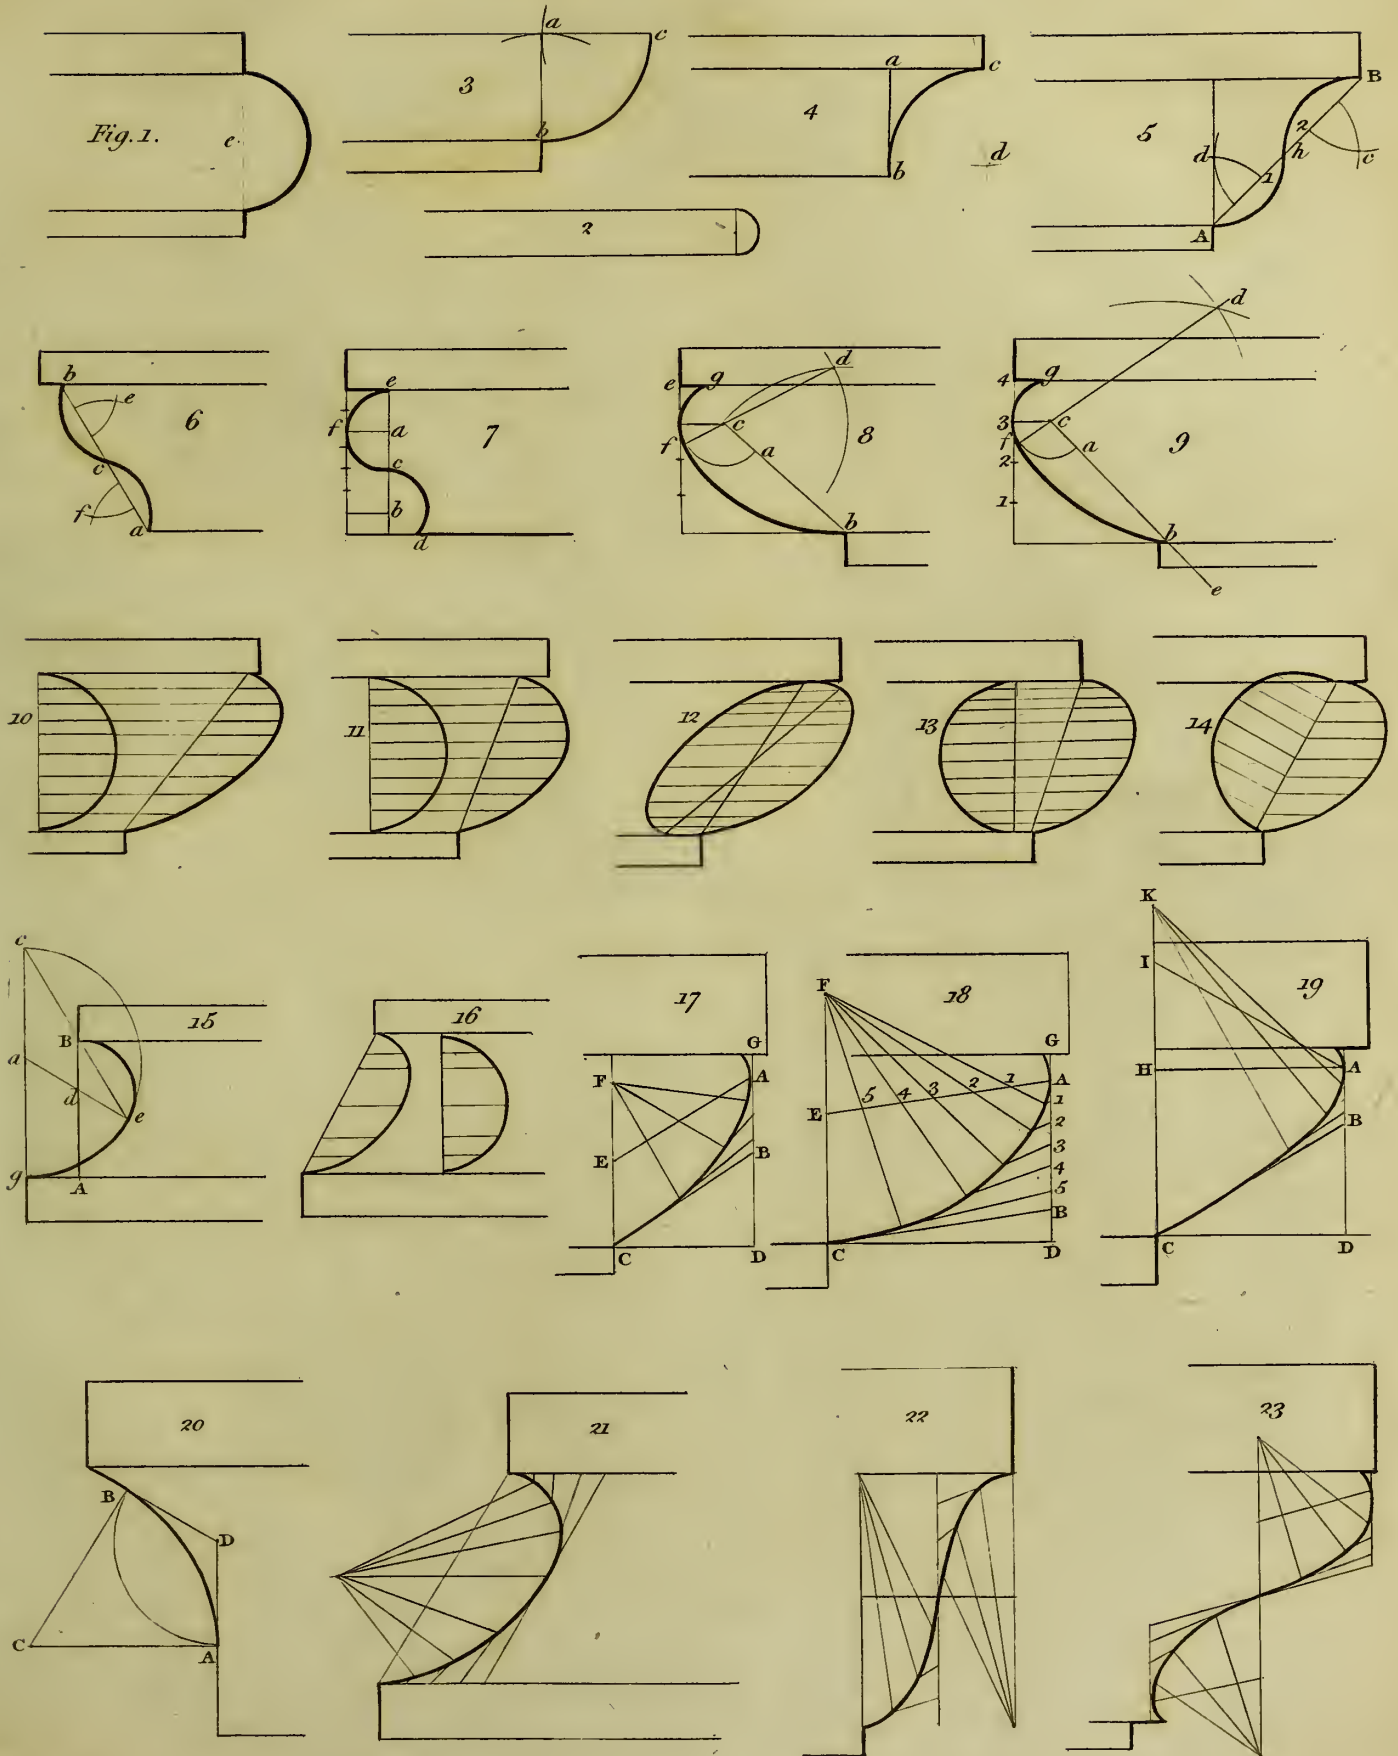 Fig. 1. e
3 a b c
4 a b c d
5 A B 1 2 d h c
2
6 b e c f a
7 e f a c b d
8 e g d c f a b
9 4 g d 3 c f a 2 1 b e
10
11
12
13
14
15 c B a d e g A
16
17 G F A E B C D
18 F G A E 5 4 3 2 1 1 2 3 4 5 B C D
19 K I H A B C D
20 B D C A
21
22
23